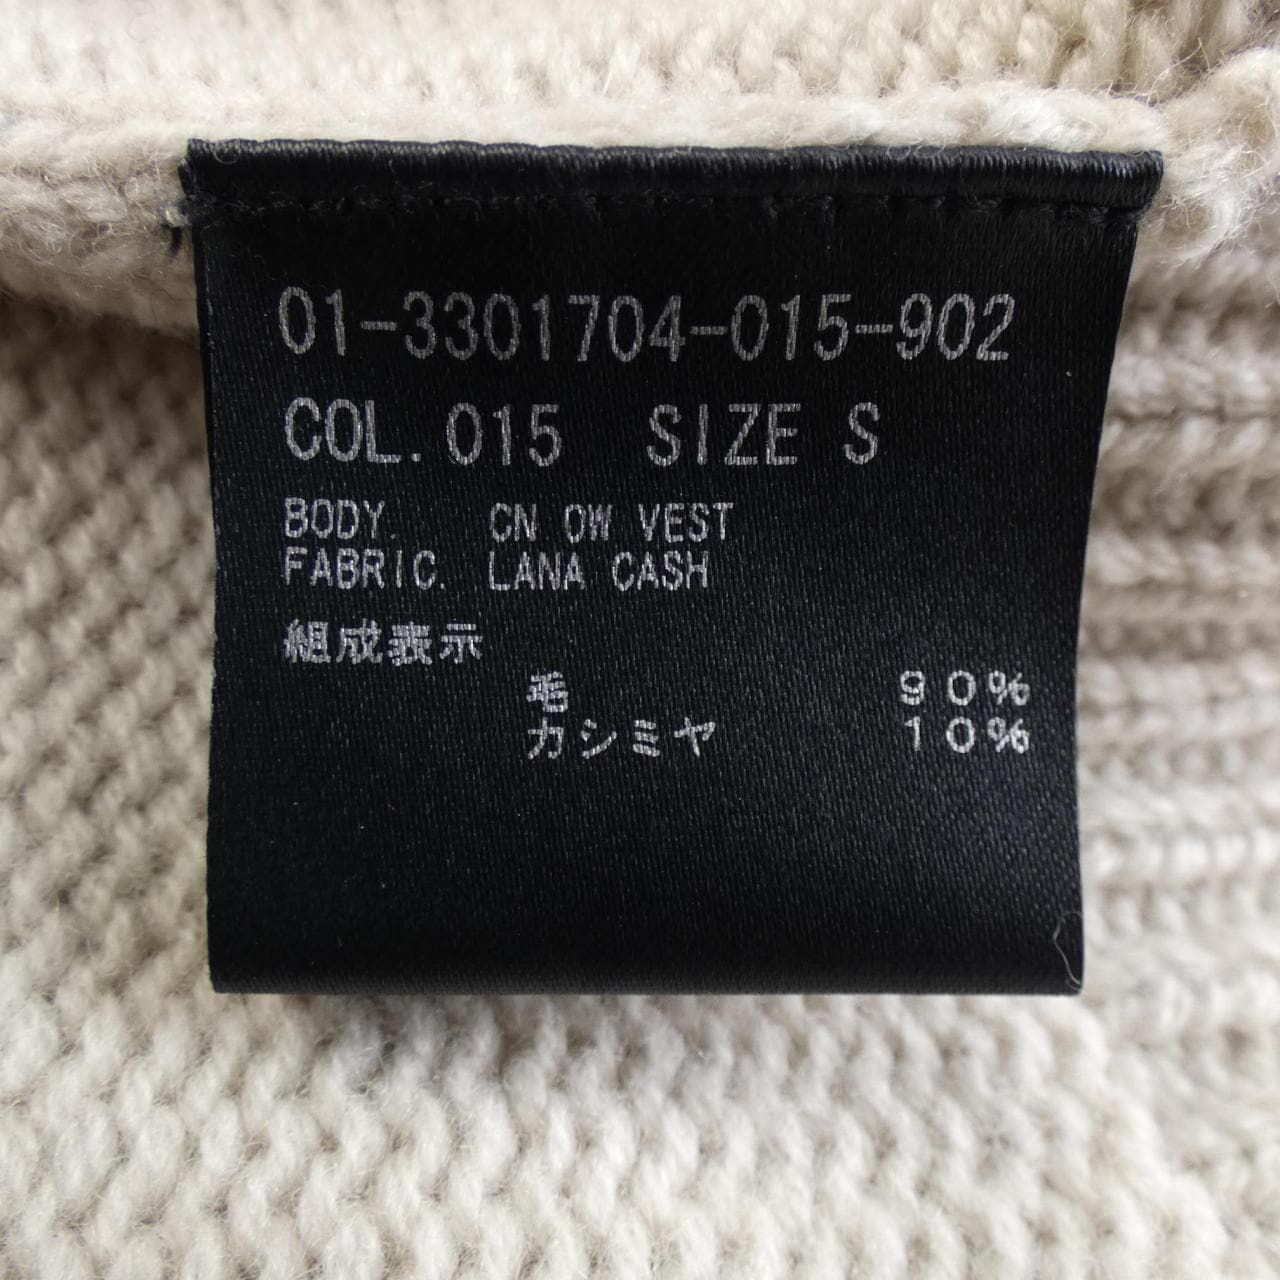 01-3301704-015-902
COL.015 SIZE S
BODY. CN OW VEST
FABRIC. LANA CASH
組成表示
毛 90%
カシミヤ 10%